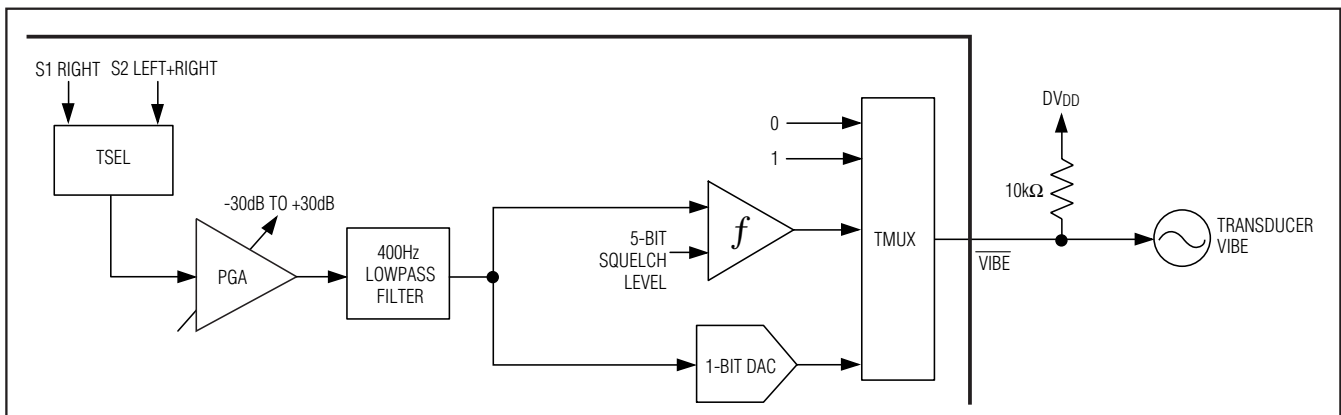 S1 RIGHT
S2 LEFT+RIGHT
TSEL
-30dB TO +30dB
PGA
400Hz
LOWPASS
FILTER
0
1
5-BIT
SQUELCH
LEVEL
f
1-BIT DAC
TMUX
VIBE
DVDD
10kΩ
TRANSDUCER
VIBE